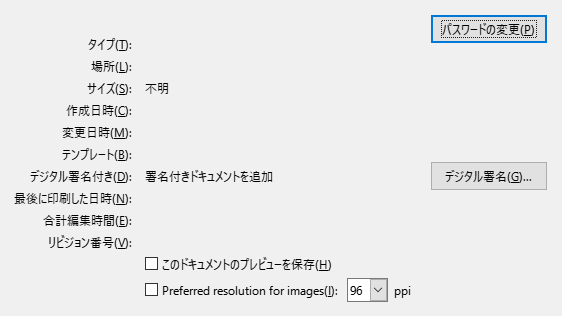 パスワードの変更(P)
タイプ(T):
場所(L):
サイズ(S): 不明
作成日時(C):
変更日時(M):
テンプレート(B):
デジタル署名付き(D): 署名付きドキュメントを追加 デジタル署名(G)...
最後に印刷した日時(N):
合計編集時間(E):
リビジョン番号(V):
このドキュメントのプレビューを保存(H)
Preferred resolution for images(I): 96 ppi